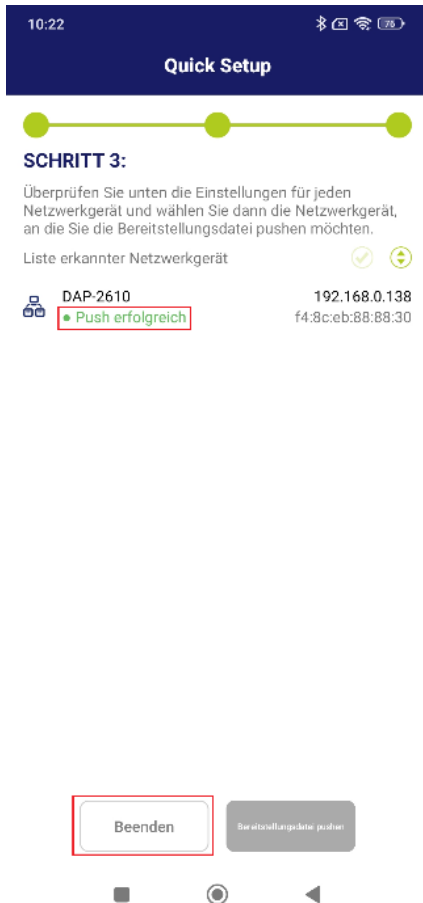 10:22
76
Quick Setup
SCHRITT 3:
Überprüfen Sie unten die Einstellungen für jeden
Netzwerkgerät und wählen Sie dann die Netzwerkgerät,
an die Sie die Bereitstellungsdatei pushen möchten.
Liste erkannter Netzwerkgerät
DAP-2610 192.168.0.138
• Push erfolgreich f4:8c:eb:88:88:30
Beenden Bereitstellungsdatei pushen